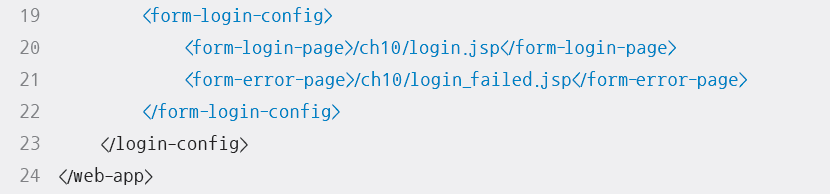 19 <form-login-config>
20 <form-login-page>/ch10/login.jsp</form-login-page>
21 <form-error-page>/ch10/login_failed.jsp</form-error-page>
22 </form-login-config>
23 </login-config>
24 </web-app>